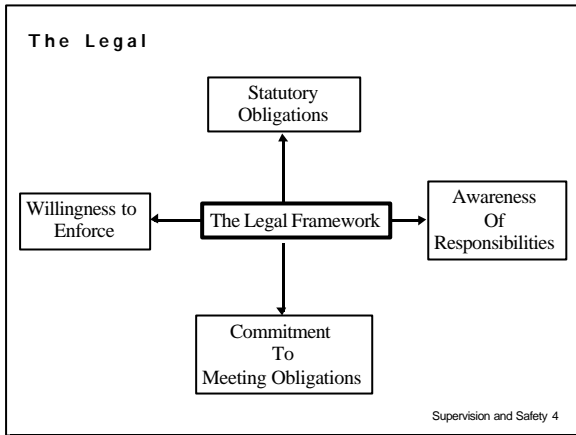 The Legal
Statutory
Obligations
Willingness to
Enforce
The Legal Framework
Awareness
Of
Responsibilities
Commitment
To
Meeting Obligations
Supervision and Safety 4